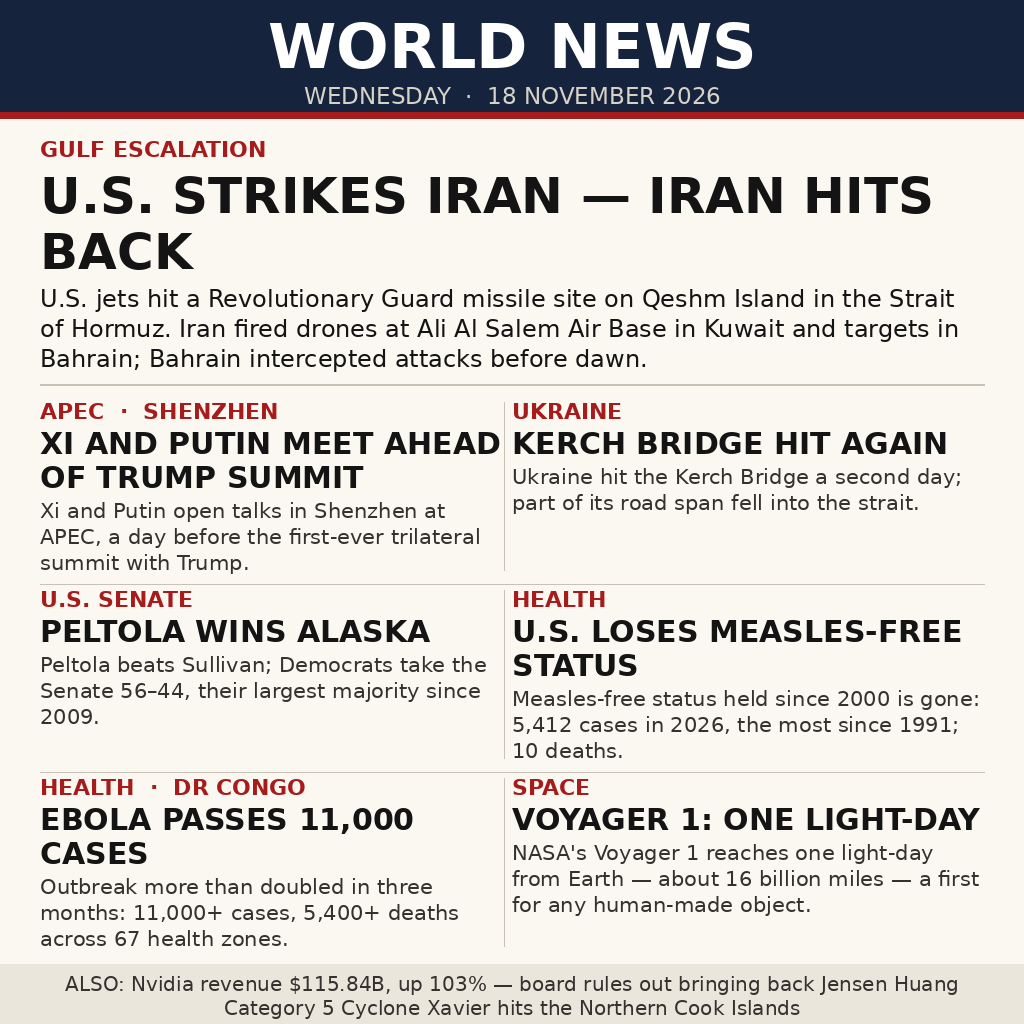 WORLD NEWS
WEDNESDAY · 18 NOVEMBER 2026
GULF ESCALATION
U.S. STRIKES IRAN — IRAN HITS
BACK
U.S. jets hit a Revolutionary Guard missile site on Qeshm Island in the Strait
of Hormuz. Iran fired drones at Ali Al Salem Air Base in Kuwait and targets in
Bahrain; Bahrain intercepted attacks before dawn.
APEC · SHENZHEN
XI AND PUTIN MEET AHEAD
OF TRUMP SUMMIT
Xi and Putin open talks in Shenzhen at
APEC, a day before the first-ever trilateral
summit with Trump.
UKRAINE
KERCH BRIDGE HIT AGAIN
Ukraine hit the Kerch Bridge a second day;
part of its road span fell into the strait.
U.S. SENATE
PELTOLA WINS ALASKA
Peltola beats Sullivan; Democrats take the
Senate 56–44, their largest majority since
2009.
HEALTH
U.S. LOSES MEASLES-FREE
STATUS
Measles-free status held since 2000 is gone:
5,412 cases in 2026, the most since 1991;
10 deaths.
HEALTH · DR CONGO
EBOLA PASSES 11,000
CASES
Outbreak more than doubled in three
months: 11,000+ cases, 5,400+ deaths
across 67 health zones.
SPACE
VOYAGER 1: ONE LIGHT-DAY
NASA's Voyager 1 reaches one light-day
from Earth — about 16 billion miles — a first
for any human-made object.
ALSO: Nvidia revenue $115.84B, up 103% — board rules out bringing back Jensen Huang
Category 5 Cyclone Xavier hits the Northern Cook Islands